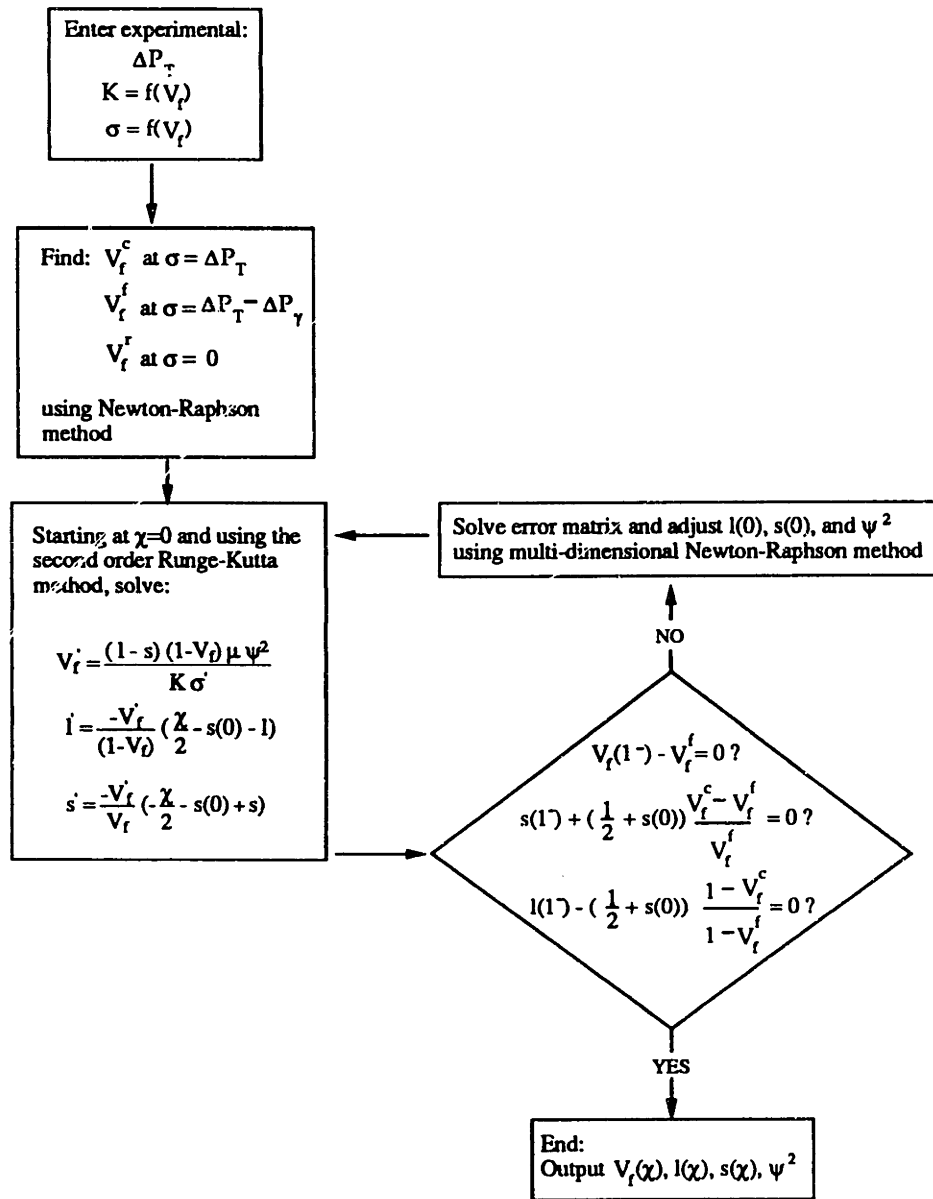 Enter experimental:
ΔP_T
K = f(V_f)
σ = f(V_f)
Find: V_f^c at σ = ΔP_T
V_f^f at σ = ΔP_T - ΔP_γ
V_f^r at σ = 0
using Newton-Raphson
method
Starting at χ=0 and using the
second order Runge-Kutta
method, solve:
V_f' = (1 - s) (1-V_f) μ ψ² / K σ'
l' = -V_f' / (1-V_f) (χ/2 - s(0) - l)
s' = -V_f' / V_f (-χ/2 - s(0) + s)
Solve error matrix and adjust l(0), s(0), and ψ²
using multi-dimensional Newton-Raphson method
NO
V_f(1⁻) - V_f^f = 0 ?
s(1⁻) + (1/2 + s(0)) (V_f^c - V_f^f) / V_f^f = 0 ?
l(1⁻) - (1/2 + s(0)) (1 - V_f^c) / (1 - V_f^f) = 0 ?
YES
End:
Output V_f(χ), l(χ), s(χ), ψ²